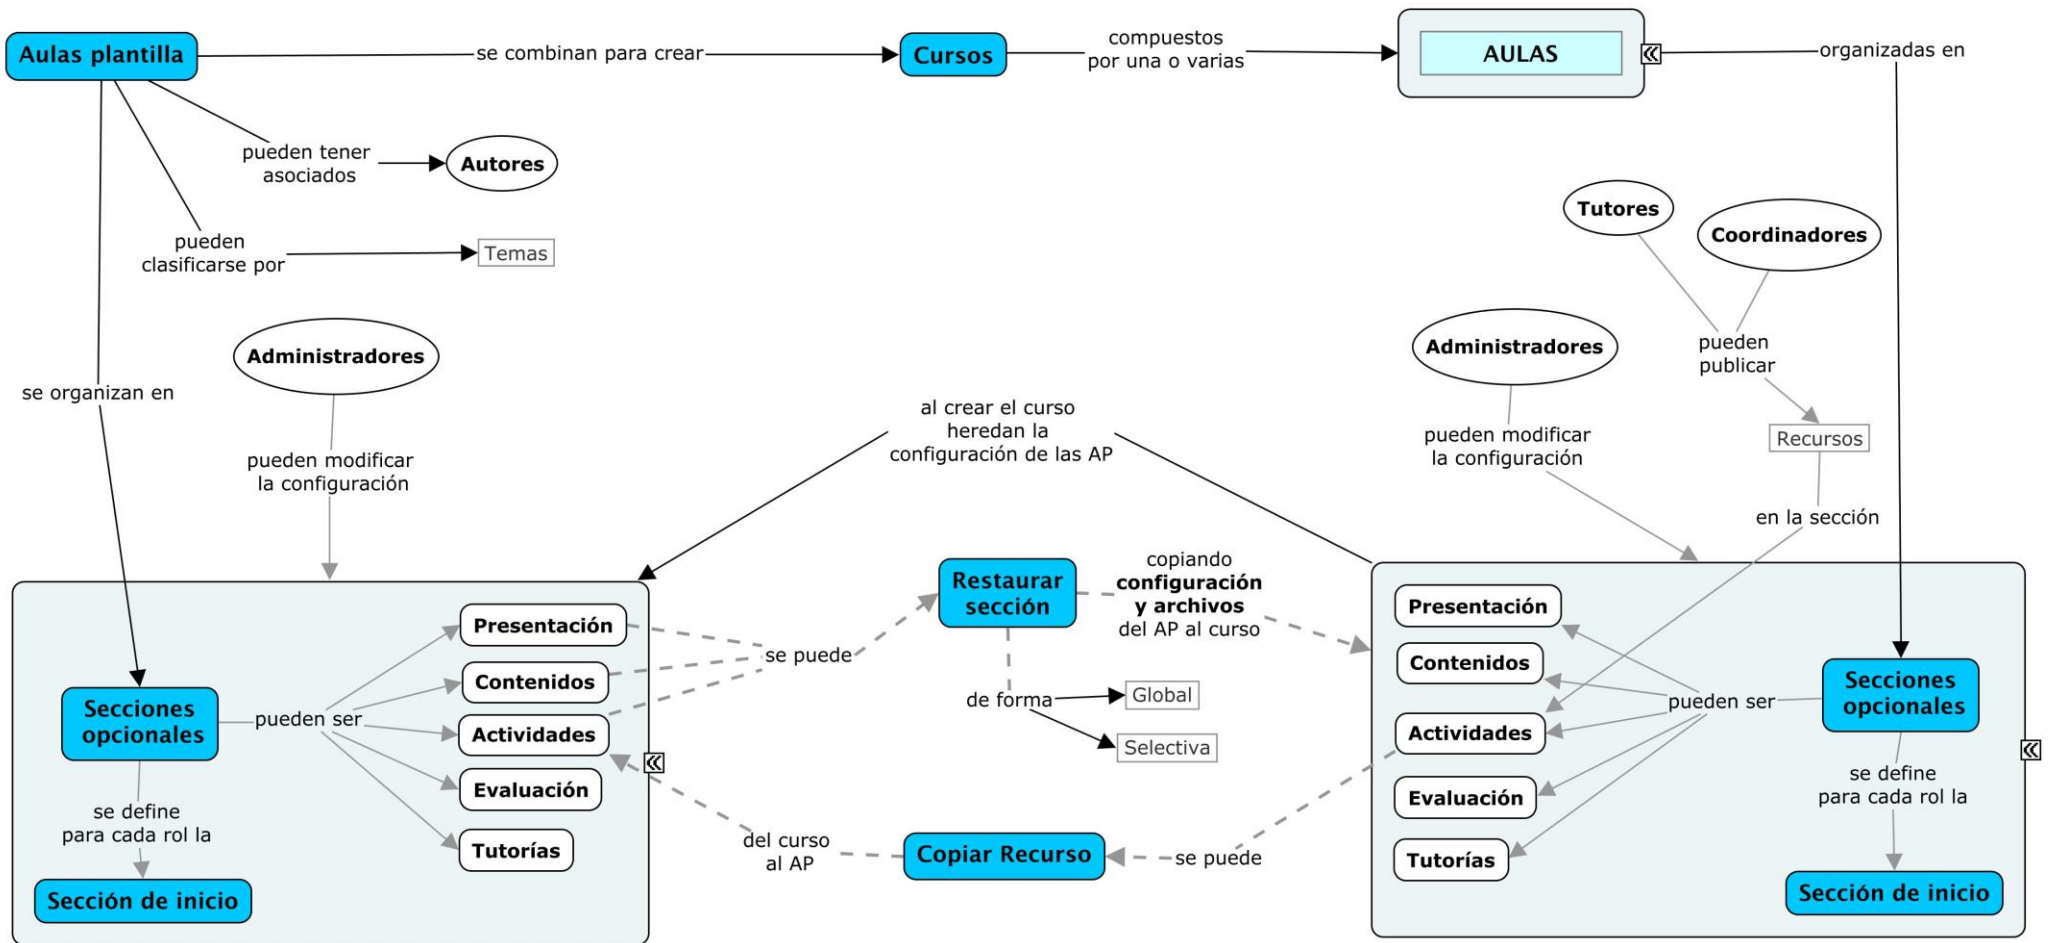 Aulas plantilla
se combinan para crear
Cursos
compuestos
por una o varias
AULAS
organizadas en
pueden tener
asociados
Autores
pueden
clasificarse por
Temas
Tutores
Coordinadores
pueden
publicar
Recursos
en la sección
Administradores
pueden modificar
la configuración
se organizan en
Administradores
pueden modificar
la configuración
al crear el curso
heredan la
configuración de las AP
Secciones
opcionales
pueden ser
Presentación
Contenidos
Actividades
Evaluación
Tutorías
se define
para cada rol la
Sección de inicio
se puede
Restaurar
sección
copiando
configuración
y archivos
del AP al curso
de forma
Global
Selectiva
del curso
al AP
Copiar Recurso
se puede
Presentación
Contenidos
Actividades
Evaluación
Tutorías
pueden ser
Secciones
opcionales
se define
para cada rol la
Sección de inicio